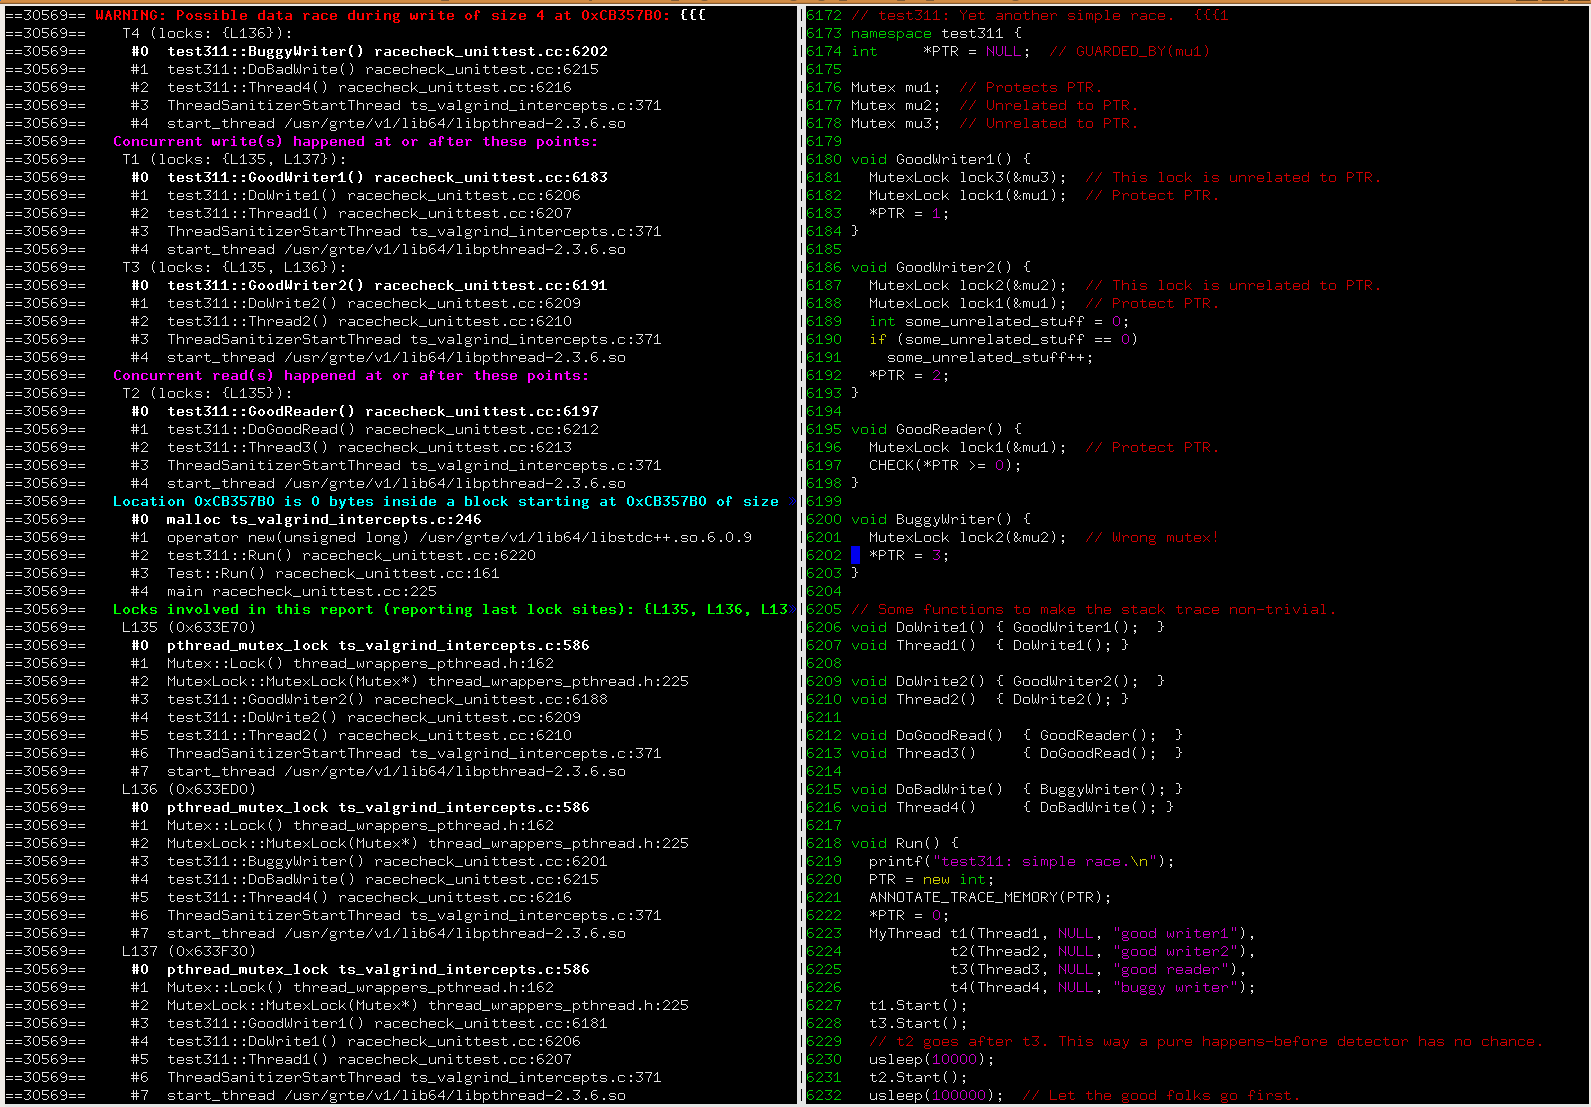 ==30569== WARNING: Possible data race during write of size 4 at 0xCB357B0: {{{
==30569==    T4 (locks: {L136}):
==30569==     #0  test311::BuggyWriter() racecheck_unittest.cc:6202
==30569==     #1  test311::DoBadWrite() racecheck_unittest.cc:6215
==30569==     #2  test311::Thread4() racecheck_unittest.cc:6216
==30569==     #3  ThreadSanitizerStartThread ts_valgrind_intercepts.c:371
==30569==     #4  start_thread /usr/grte/v1/lib64/libpthread-2.3.6.so
==30569==   Concurrent write(s) happened at or after these points:
==30569==    T1 (locks: {L135, L137}):
==30569==     #0  test311::GoodWriter1() racecheck_unittest.cc:6183
==30569==     #1  test311::DoWrite1() racecheck_unittest.cc:6206
==30569==     #2  test311::Thread1() racecheck_unittest.cc:6207
==30569==     #3  ThreadSanitizerStartThread ts_valgrind_intercepts.c:371
==30569==     #4  start_thread /usr/grte/v1/lib64/libpthread-2.3.6.so
==30569==    T3 (locks: {L135, L136}):
==30569==     #0  test311::GoodWriter2() racecheck_unittest.cc:6191
==30569==     #1  test311::DoWrite2() racecheck_unittest.cc:6209
==30569==     #2  test311::Thread2() racecheck_unittest.cc:6210
==30569==     #3  ThreadSanitizerStartThread ts_valgrind_intercepts.c:371
==30569==     #4  start_thread /usr/grte/v1/lib64/libpthread-2.3.6.so
==30569==   Concurrent read(s) happened at or after these points:
==30569==    T2 (locks: {L135}):
==30569==     #0  test311::GoodReader() racecheck_unittest.cc:6197
==30569==     #1  test311::DoGoodRead() racecheck_unittest.cc:6212
==30569==     #2  test311::Thread3() racecheck_unittest.cc:6213
==30569==     #3  ThreadSanitizerStartThread ts_valgrind_intercepts.c:371
==30569==     #4  start_thread /usr/grte/v1/lib64/libpthread-2.3.6.so
==30569==   Location 0xCB357B0 is 0 bytes inside a block starting at 0xCB357B0 of size
==30569==     #0  malloc ts_valgrind_intercepts.c:246
==30569==     #1  operator new(unsigned long) /usr/grte/v1/lib64/libstdc++.so.6.0.9
==30569==     #2  test311::Run() racecheck_unittest.cc:6220
==30569==     #3  Test::Run() racecheck_unittest.cc:161
==30569==     #4  main racecheck_unittest.cc:225
==30569==   Locks involved in this report (reporting last lock sites): {L135, L136, L13
==30569==    L135 (0x633E70)
==30569==     #0  pthread_mutex_lock ts_valgrind_intercepts.c:586
==30569==     #1  Mutex::Lock() thread_wrappers_pthread.h:162
==30569==     #2  MutexLock::MutexLock(Mutex*) thread_wrappers_pthread.h:225
==30569==     #3  test311::GoodWriter2() racecheck_unittest.cc:6188
==30569==     #4  test311::DoWrite2() racecheck_unittest.cc:6209
==30569==     #5  test311::Thread2() racecheck_unittest.cc:6210
==30569==     #6  ThreadSanitizerStartThread ts_valgrind_intercepts.c:371
==30569==     #7  start_thread /usr/grte/v1/lib64/libpthread-2.3.6.so
==30569==    L136 (0x633ED0)
==30569==     #0  pthread_mutex_lock ts_valgrind_intercepts.c:586
==30569==     #1  Mutex::Lock() thread_wrappers_pthread.h:162
==30569==     #2  MutexLock::MutexLock(Mutex*) thread_wrappers_pthread.h:225
==30569==     #3  test311::BuggyWriter() racecheck_unittest.cc:6201
==30569==     #4  test311::DoBadWrite() racecheck_unittest.cc:6215
==30569==     #5  test311::Thread4() racecheck_unittest.cc:6216
==30569==     #6  ThreadSanitizerStartThread ts_valgrind_intercepts.c:371
==30569==     #7  start_thread /usr/grte/v1/lib64/libpthread-2.3.6.so
==30569==    L137 (0x633F30)
==30569==     #0  pthread_mutex_lock ts_valgrind_intercepts.c:586
==30569==     #1  Mutex::Lock() thread_wrappers_pthread.h:162
==30569==     #2  MutexLock::MutexLock(Mutex*) thread_wrappers_pthread.h:225
==30569==     #3  test311::GoodWriter1() racecheck_unittest.cc:6181
==30569==     #4  test311::DoWrite1() racecheck_unittest.cc:6206
==30569==     #5  test311::Thread1() racecheck_unittest.cc:6207
==30569==     #6  ThreadSanitizerStartThread ts_valgrind_intercepts.c:371
==30569==     #7  start_thread /usr/grte/v1/lib64/libpthread-2.3.6.so
6172 // test311: Yet another simple race.  {{{1
6173 namespace test311 {
6174 int     *PTR = NULL;  // GUARDED_BY(mu1)
6175
6176 Mutex mu1;  // Protects PTR.
6177 Mutex mu2;  // Unrelated to PTR.
6178 Mutex mu3;  // Unrelated to PTR.
6179
6180 void GoodWriter1() {
6181   MutexLock lock3(&mu3);  // This lock is unrelated to PTR.
6182   MutexLock lock1(&mu1);  // Protect PTR.
6183   *PTR = 1;
6184 }
6185
6186 void GoodWriter2() {
6187   MutexLock lock2(&mu2);  // This lock is unrelated to PTR.
6188   MutexLock lock1(&mu1);  // Protect PTR.
6189   int some_unrelated_stuff = 0;
6190   if (some_unrelated_stuff == 0)
6191     some_unrelated_stuff++;
6192   *PTR = 2;
6193 }
6194
6195 void GoodReader() {
6196   MutexLock lock1(&mu1);  // Protect PTR.
6197   CHECK(*PTR >= 0);
6198 }
6199
6200 void BuggyWriter() {
6201   MutexLock lock2(&mu2);  // Wrong mutex!
6202   *PTR = 3;
6203 }
6204
6205 // Some functions to make the stack trace non-trivial.
6206 void DoWrite1() { GoodWriter1();  }
6207 void Thread1()  { DoWrite1(); }
6208
6209 void DoWrite2() { GoodWriter2();  }
6210 void Thread2()  { DoWrite2(); }
6211
6212 void DoGoodRead()  { GoodReader();  }
6213 void Thread3()     { DoGoodRead();  }
6214
6215 void DoBadWrite()  { BuggyWriter(); }
6216 void Thread4()     { DoBadWrite(); }
6217
6218 void Run() {
6219   printf("test311: simple race.\n");
6220   PTR = new int;
6221   ANNOTATE_TRACE_MEMORY(PTR);
6222   *PTR = 0;
6223   MyThread t1(Thread1, NULL, "good writer1"),
6224            t2(Thread2, NULL, "good writer2"),
6225            t3(Thread3, NULL, "good reader"),
6226            t4(Thread4, NULL, "buggy writer");
6227   t1.Start();
6228   t3.Start();
6229   // t2 goes after t3. This way a pure happens-before detector has no chance.
6230   usleep(10000);
6231   t2.Start();
6232   usleep(100000);  // Let the good folks go first.